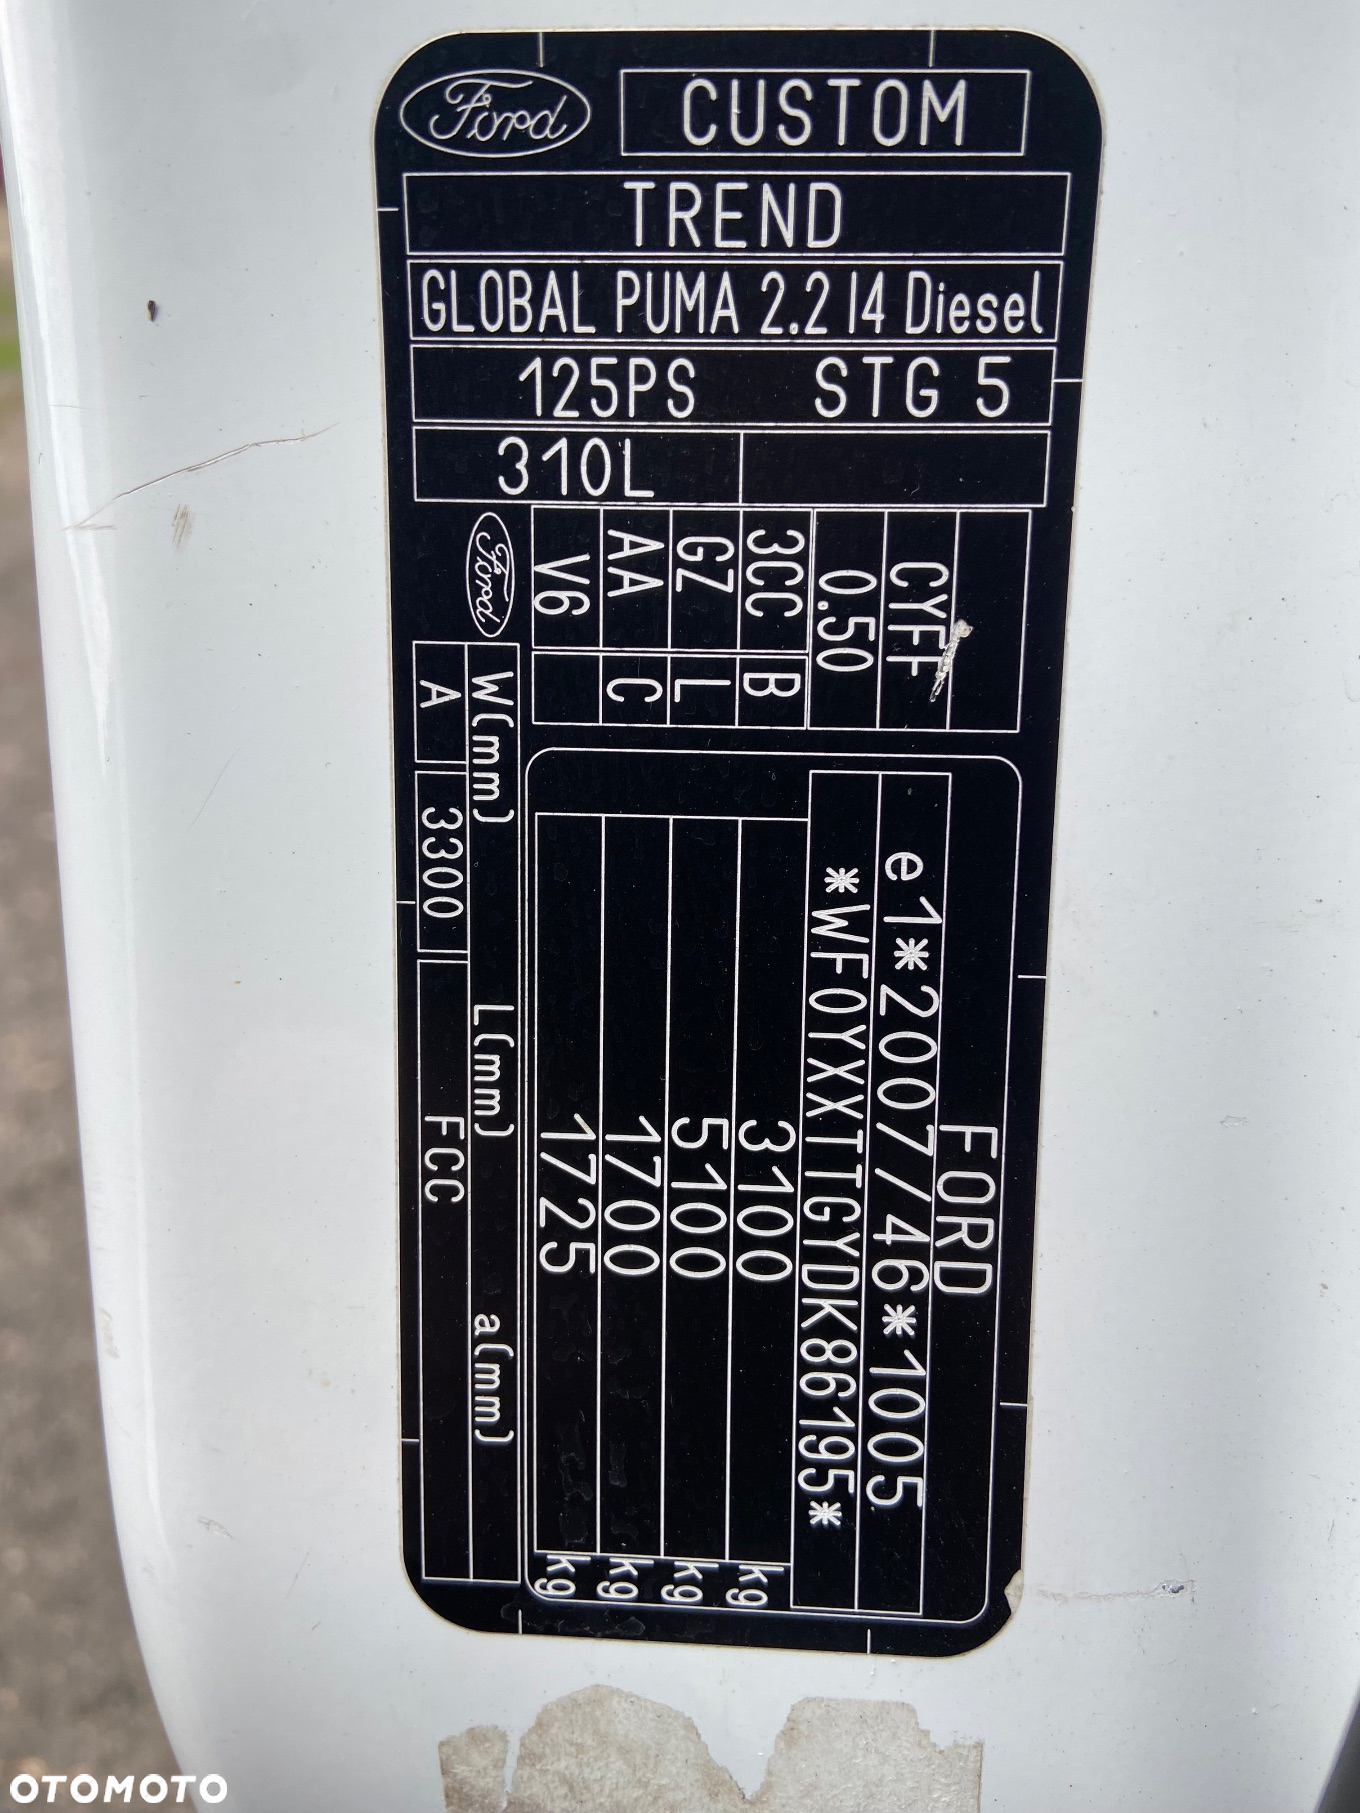 Ford CUSTOM
TREND
GLOBAL PUMA 2.2 I4 Diesel
125PS STG 5
310L
FORD
e1*2007/46*1005
*WF0YXXTTGYDK86195*
3100 kg
5100 kg
1700 kg
1725 kg
CYFF
0.50
3CC B
GZ L
AA C
V6
Ford
W(mm) L(mm) a(mm)
A 3300 FCC
OTOMOTO